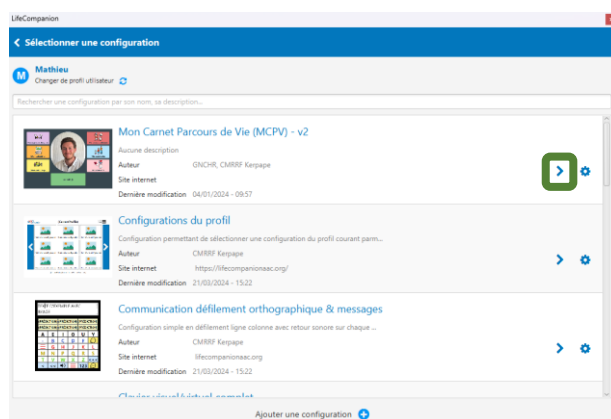 LifeCompanion
Sélectionner une configuration
M
Mathieu
Changer de profil utilisateur
Rechercher une configuration par son nom, sa description...
Mon Carnet Parcours de Vie (MCPV) - v2
Aucune description
Auteur GNCHR, CMRRF Kerpape
Site internet
Dernière modification 04/01/2024 - 09:57
Configurations du profil
Configuration permettant de sélectionner une configuration du profil courant parm...
Auteur CMRRF Kerpape
Site internet https://lifecompanionaac.org/
Dernière modification 21/03/2024 - 15:22
Communication défilement orthographique & messages
Configuration simple en défilement ligne colonne avec retour sonore sur chaque ...
Auteur CMRRF Kerpape
Site internet lifecompanionaac.org
Dernière modification 21/03/2024 - 15:22
Clavier visuel/virtuel complet
Ajouter une configuration